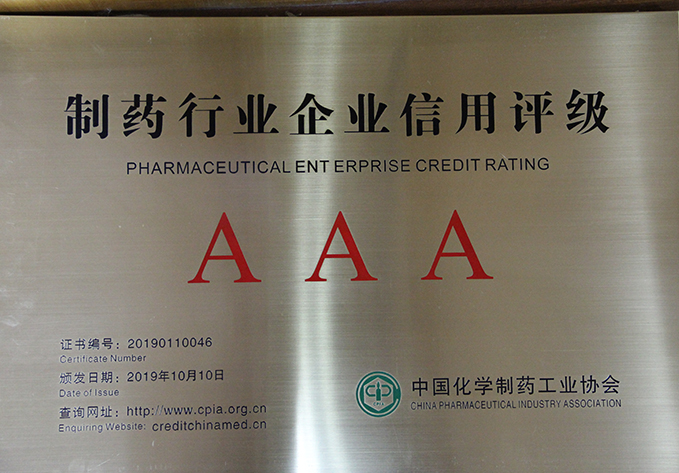 制药行业企业信用评级
PHARMACEUTICAL ENT ERPRISE CREDIT RATING
A A A
证书编号：20190110046
Certificate Number
颁发日期：2019年10月10日
Date of Issue
查询网址：http://www.cpia.org.cn
Enquiring Website: creditchinamed.cn
CPIA
中国化学制药工业协会
CHINA PHARMACEUTICAL INDUSTRY ASSOCIATION